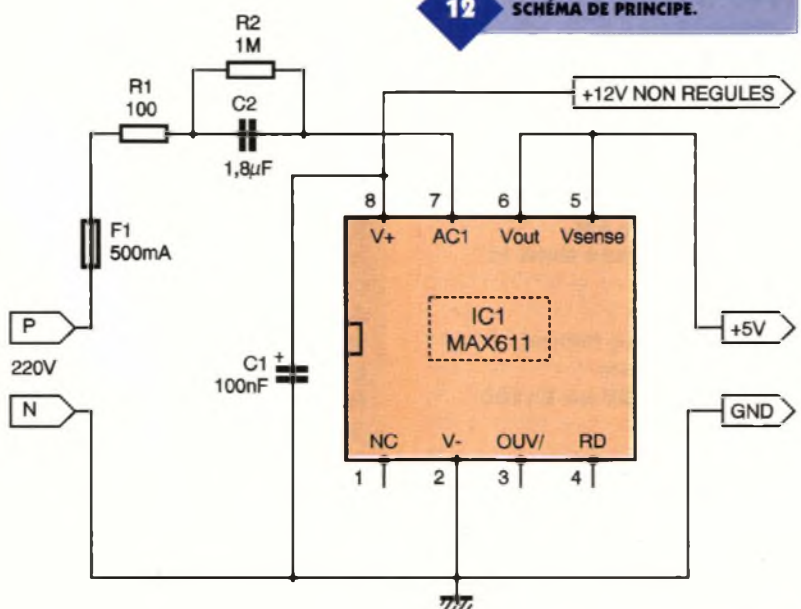 12
SCHÉMA DE PRINCIPE.
R2
1M
+12V NON REGULES
R1
100
C2
1,8µF
8 7 6 5
V+ AC1 Vout Vsense
F1
500mA
IC1
MAX611
P
+5V
220V
C1 +
100nF
N
GND
NC V- OUV/ RD
1 2 3 4